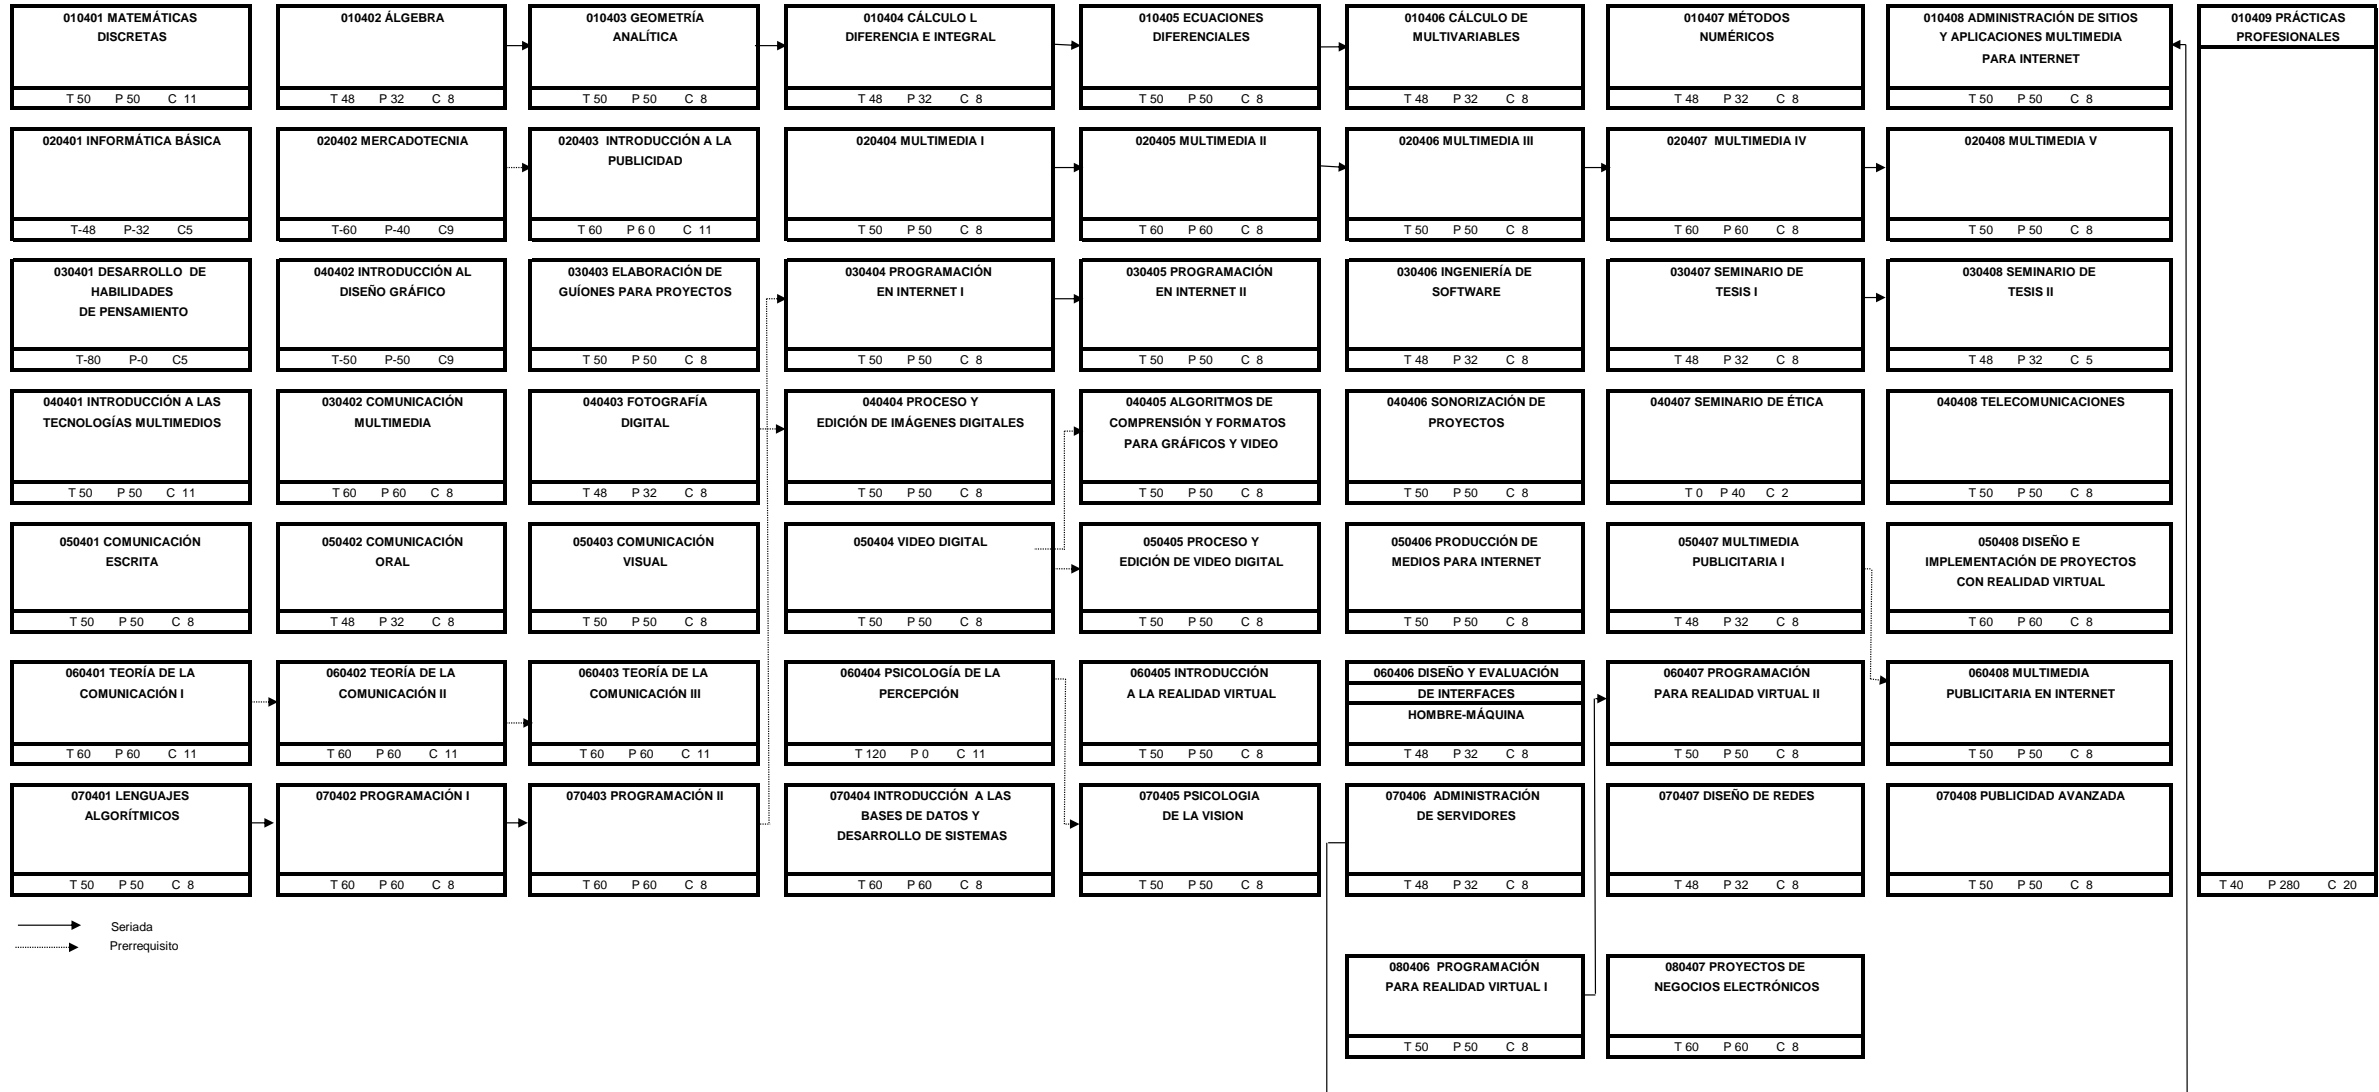 010401 MATEMÁTICAS
DISCRETAS
T 50 P 50 C 11
010402 ÁLGEBRA
T 48 P 32 C 8
010403 GEOMETRÍA
ANALÍTICA
T 50 P 50 C 8
010404 CÁLCULO L
DIFERENCIA E INTEGRAL
T 48 P 32 C 8
010405 ECUACIONES
DIFERENCIALES
T 50 P 50 C 8
010406 CÁLCULO DE
MULTIVARIABLES
T 48 P 32 C 8
010407 MÉTODOS
NUMÉRICOS
T 48 P 32 C 8
010408 ADMINISTRACIÓN DE SITIOS
Y APLICACIONES MULTIMEDIA
PARA INTERNET
T 50 P 50 C 8
010409 PRÁCTICAS
PROFESIONALES
T 40 P 280 C 20
020401 INFORMÁTICA BÁSICA
T-48 P-32 C5
020402 MERCADOTECNIA
T-60 P-40 C9
020403 INTRODUCCIÓN A LA
PUBLICIDAD
T 60 P 6 0 C 11
020404 MULTIMEDIA I
T 50 P 50 C 8
020405 MULTIMEDIA II
T 60 P 60 C 8
020406 MULTIMEDIA III
T 50 P 50 C 8
020407 MULTIMEDIA IV
T 60 P 60 C 8
020408 MULTIMEDIA V
T 50 P 50 C 8
030401 DESARROLLO DE
HABILIDADES
DE PENSAMIENTO
T-80 P-0 C5
040402 INTRODUCCIÓN AL
DISEÑO GRÁFICO
T-50 P-50 C9
030403 ELABORACIÓN DE
GUÍONES PARA PROYECTOS
T 50 P 50 C 8
030404 PROGRAMACIÓN
EN INTERNET I
T 50 P 50 C 8
030405 PROGRAMACIÓN
EN INTERNET II
T 50 P 50 C 8
030406 INGENIERÍA DE
SOFTWARE
T 48 P 32 C 8
030407 SEMINARIO DE
TESIS I
T 48 P 32 C 8
030408 SEMINARIO DE
TESIS II
T 48 P 32 C 5
040401 INTRODUCCIÓN A LAS
TECNOLOGÍAS MULTIMEDIOS
T 50 P 50 C 11
030402 COMUNICACIÓN
MULTIMEDIA
T 60 P 60 C 8
040403 FOTOGRAFÍA
DIGITAL
T 48 P 32 C 8
040404 PROCESO Y
EDICIÓN DE IMÁGENES DIGITALES
T 50 P 50 C 8
040405 ALGORITMOS DE
COMPRENSIÓN Y FORMATOS
PARA GRÁFICOS Y VIDEO
T 50 P 50 C 8
040406 SONORIZACIÓN DE
PROYECTOS
T 50 P 50 C 8
040407 SEMINARIO DE ÉTICA
T 0 P 40 C 2
040408 TELECOMUNICACIONES
T 50 P 50 C 8
050401 COMUNICACIÓN
ESCRITA
T 50 P 50 C 8
050402 COMUNICACIÓN
ORAL
T 48 P 32 C 8
050403 COMUNICACIÓN
VISUAL
T 50 P 50 C 8
050404 VIDEO DIGITAL
T 50 P 50 C 8
050405 PROCESO Y
EDICIÓN DE VIDEO DIGITAL
T 50 P 50 C 8
050406 PRODUCCIÓN DE
MEDIOS PARA INTERNET
T 50 P 50 C 8
050407 MULTIMEDIA
PUBLICITARIA I
T 48 P 32 C 8
050408 DISEÑO E
IMPLEMENTACIÓN DE PROYECTOS
CON REALIDAD VIRTUAL
T 60 P 60 C 8
060401 TEORÍA DE LA
COMUNICACIÓN I
T 60 P 60 C 11
060402 TEORÍA DE LA
COMUNICACIÓN II
T 60 P 60 C 11
060403 TEORÍA DE LA
COMUNICACIÓN III
T 60 P 60 C 11
060404 PSICOLOGÍA DE LA
PERCEPCIÓN
T 120 P 0 C 11
060405 INTRODUCCIÓN
A LA REALIDAD VIRTUAL
T 50 P 50 C 8
060406 DISEÑO Y EVALUACIÓN
DE INTERFACES
HOMBRE-MÁQUINA
T 48 P 32 C 8
060407 PROGRAMACIÓN
PARA REALIDAD VIRTUAL II
T 50 P 50 C 8
060408 MULTIMEDIA
PUBLICITARIA EN INTERNET
T 50 P 50 C 8
070401 LENGUAJES
ALGORÍTMICOS
T 50 P 50 C 8
070402 PROGRAMACIÓN I
T 60 P 60 C 8
070403 PROGRAMACIÓN II
T 60 P 60 C 8
070404 INTRODUCCIÓN A LAS
BASES DE DATOS Y
DESARROLLO DE SISTEMAS
T 60 P 60 C 8
070405 PSICOLOGIA
DE LA VISION
T 50 P 50 C 8
070406 ADMINISTRACIÓN
DE SERVIDORES
T 48 P 32 C 8
070407 DISEÑO DE REDES
T 48 P 32 C 8
070408 PUBLICIDAD AVANZADA
T 50 P 50 C 8
Seriada
Prerrequisito
080406 PROGRAMACIÓN
PARA REALIDAD VIRTUAL I
T 50 P 50 C 8
080407 PROYECTOS DE
NEGOCIOS ELECTRÓNICOS
T 60 P 60 C 8